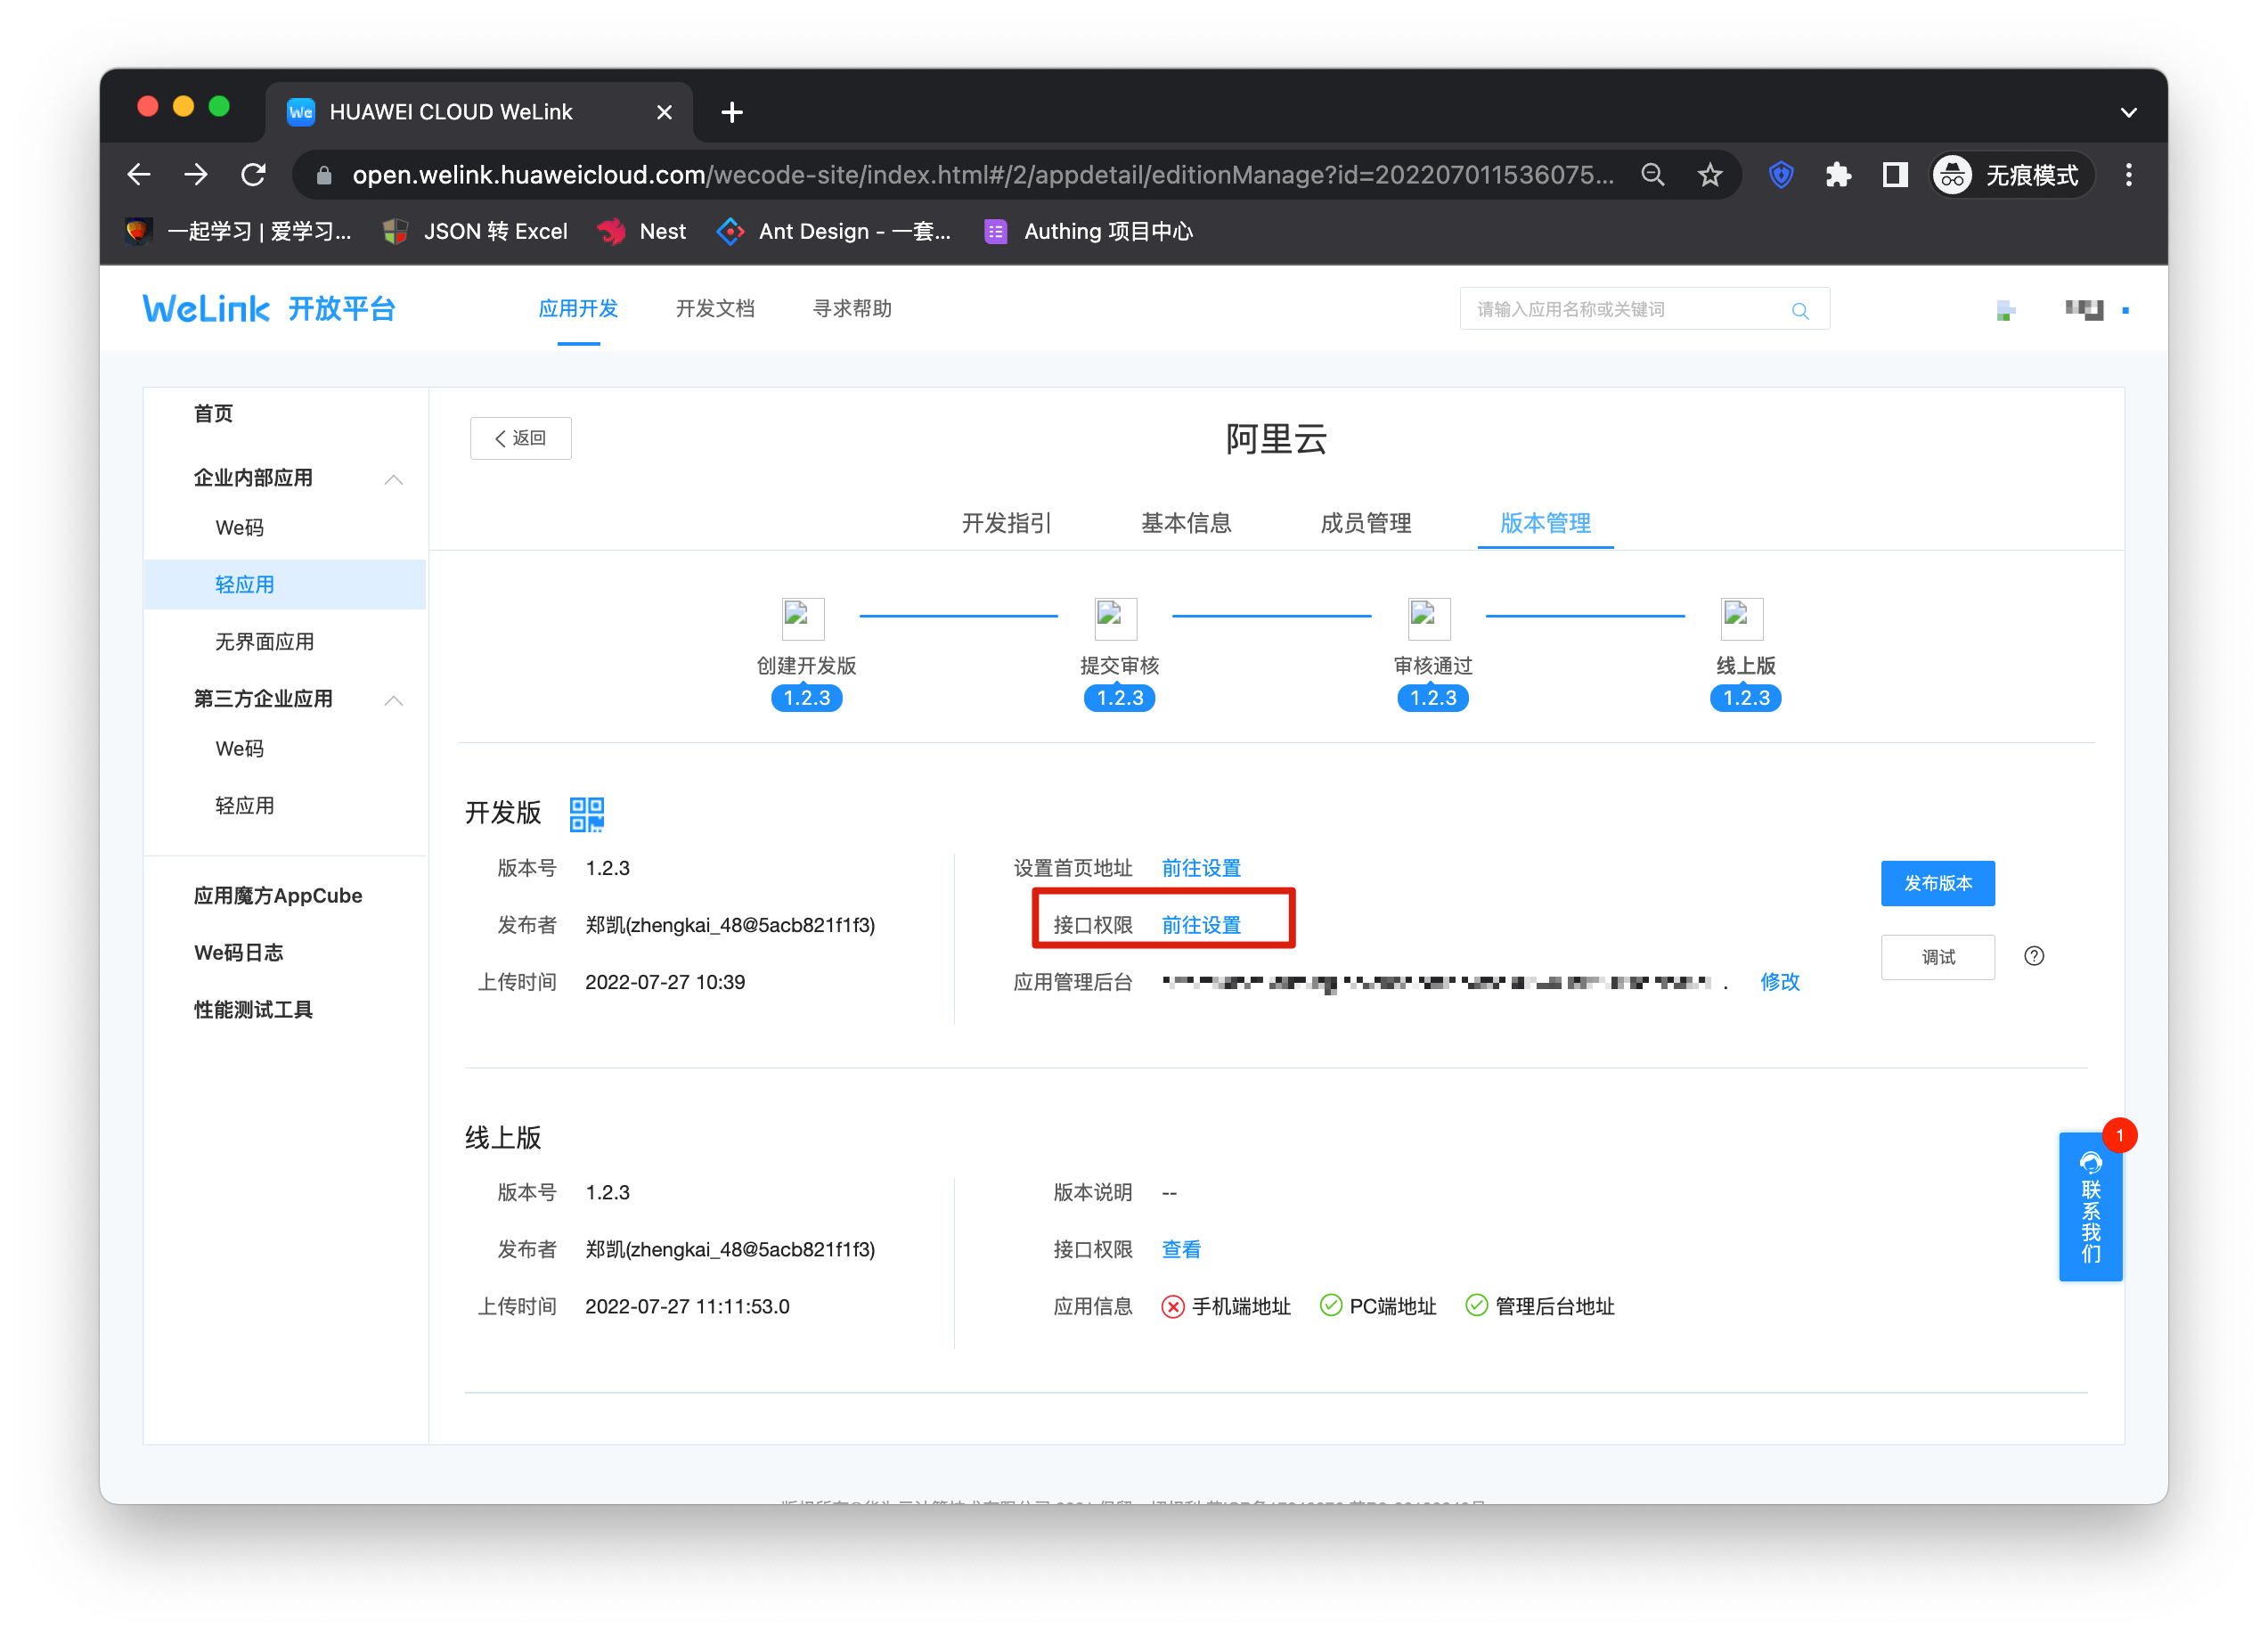 We HUAWEI CLOUD WeLink
open.welink.huaweicloud.com/wecode-site/index.html#/2/appdetail/editionManage?id=202207011536075...
无痕模式
一起学习 | 爱学习...
JSON 转 Excel
Nest
Ant Design - 一套...
Authing 项目中心
WeLink 开放平台
应用开发
开发文档
寻求帮助
请输入应用名称或关键词
首页
企业内部应用
We码
轻应用
无界面应用
第三方企业应用
We码
轻应用
应用魔方AppCube
We码日志
性能测试工具
返回
阿里云
开发指引
基本信息
成员管理
版本管理
创建开发版
1.2.3
提交审核
1.2.3
审核通过
1.2.3
线上版
1.2.3
开发版
版本号 1.2.3
发布者 郑凯(zhengkai_48@5acb821f1f3)
上传时间 2022-07-27 10:39
设置首页地址 前往设置
接口权限 前往设置
应用管理后台
修改
发布版本
调试
线上版
版本号 1.2.3
发布者 郑凯(zhengkai_48@5acb821f1f3)
上传时间 2022-07-27 11:11:53.0
版本说明 --
接口权限 查看
应用信息 手机端地址 PC端地址 管理后台地址
1
联系我们